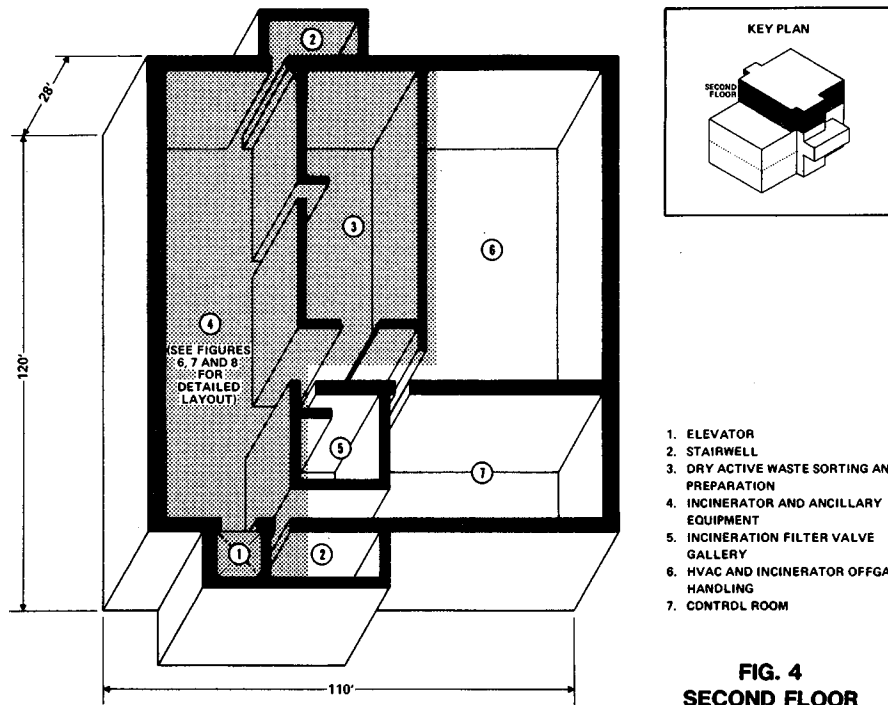 KEY PLAN
SECOND
FLOOR
28'
120'
110'
2
3
6
4
(SEE FIGURES
6, 7 AND 8
FOR
DETAILED
LAYOUT)
5
7
1
2
1. ELEVATOR
2. STAIRWELL
3. DRY ACTIVE WASTE SORTING AN
PREPARATION
4. INCINERATOR AND ANCILLARY
EQUIPMENT
5. INCINERATION FILTER VALVE
GALLERY
6. HVAC AND INCINERATOR OFFGA
HANDLING
7. CONTROL ROOM
FIG. 4
SECOND FLOOR